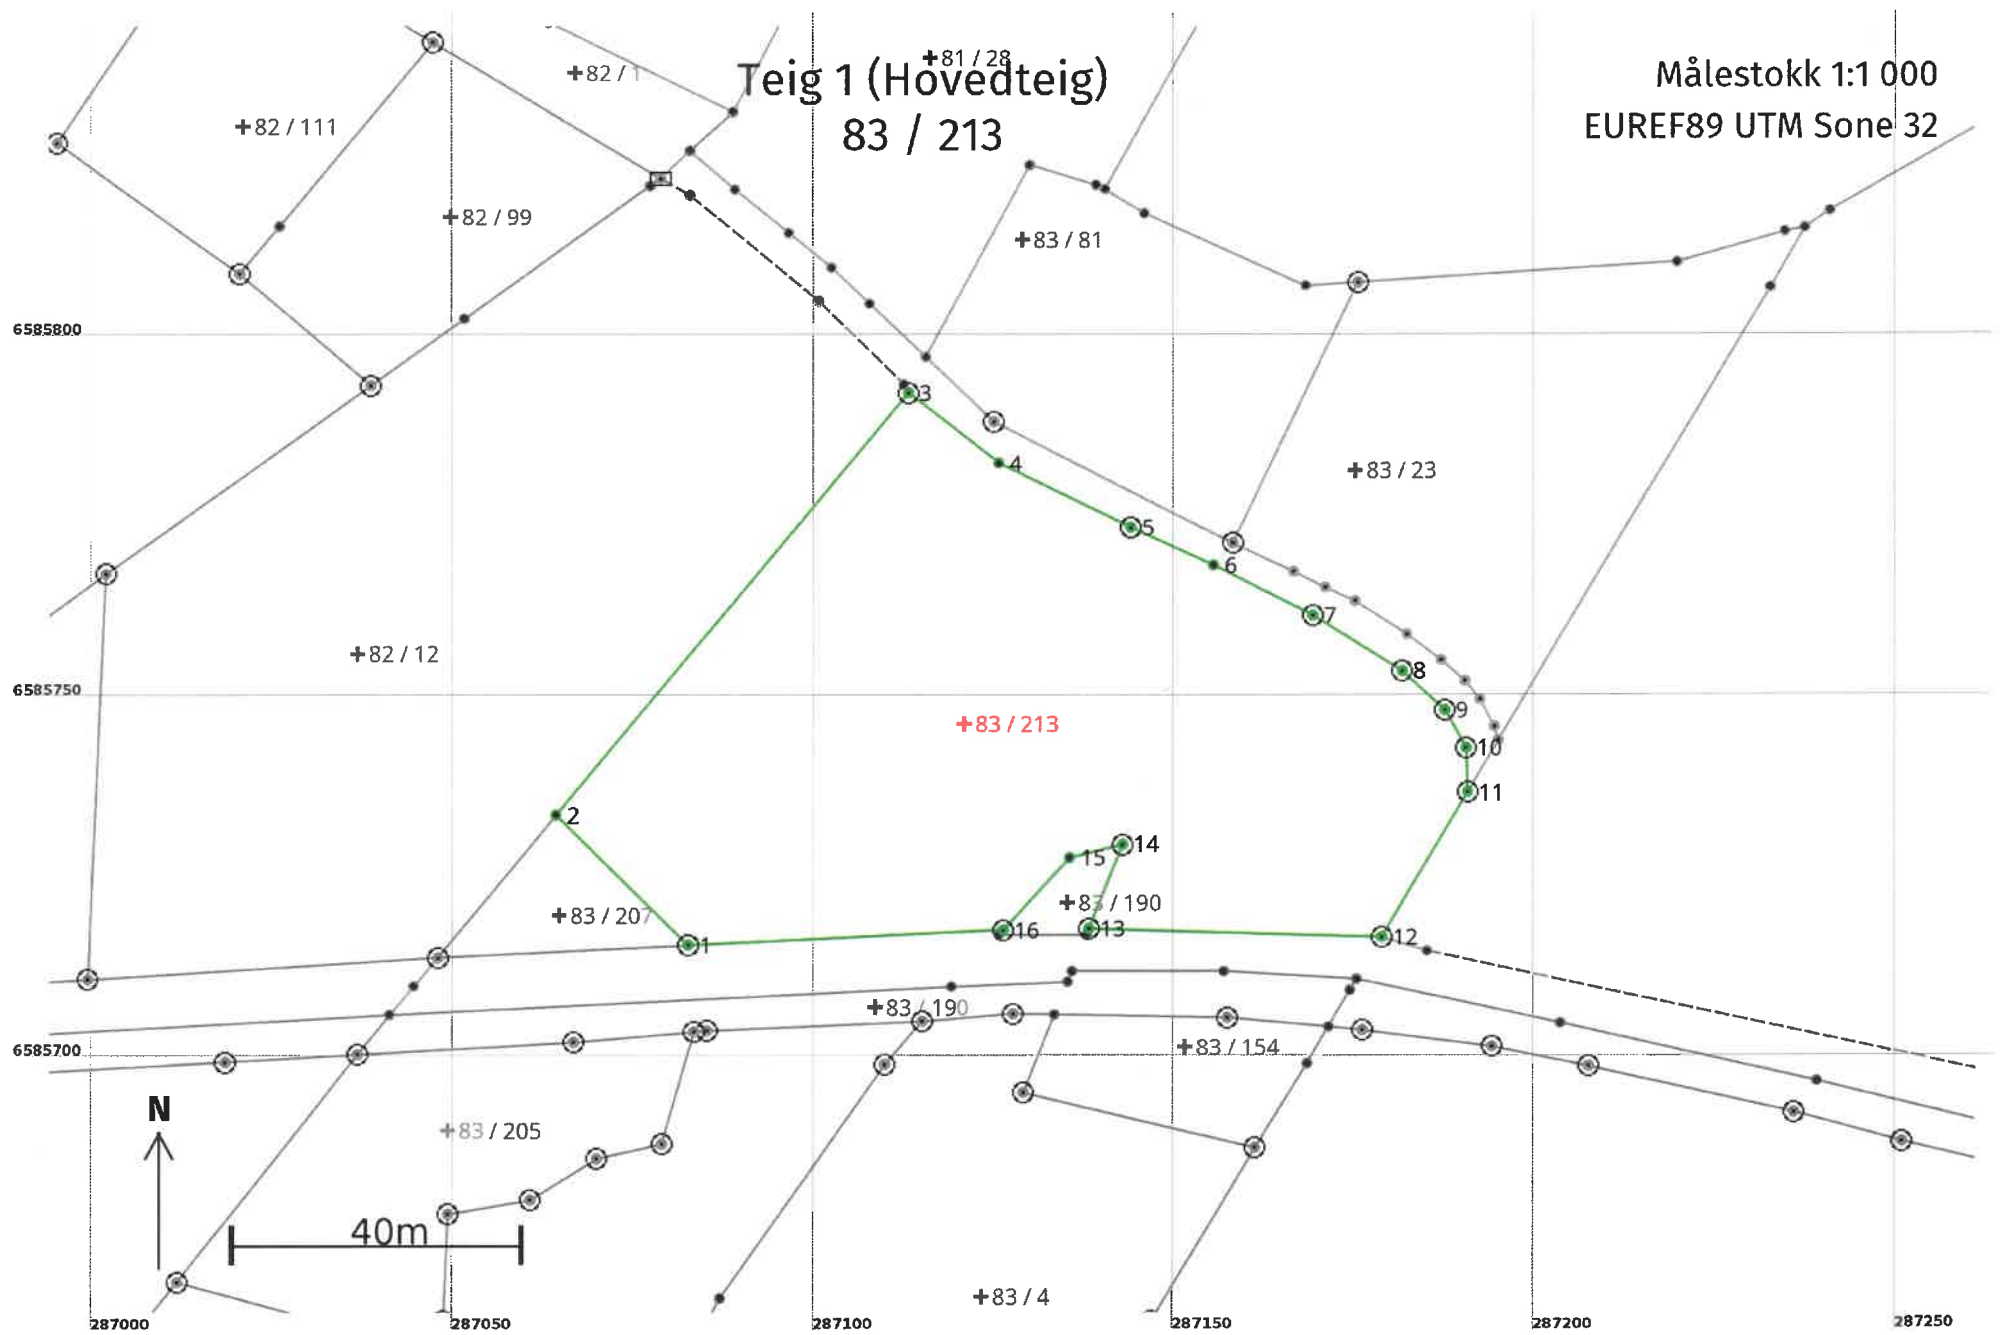 +81 / 28
Teig 1 (Hovedteig)
83 / 213
Målestokk 1:1 000
EUREF89 UTM Sone 32
+82 / 1
+82 / 111
+82 / 99
+83 / 81
6585800
3
4
+83 / 23
5
6
7
+82 / 12
8
6585750
9
+83 / 213
10
11
2
14
15
+83 / 190
+83 / 207
16
13
12
1
+83 / 190
+83 / 154
6585700
N
+83 / 205
40m
+83 / 4
287000
287050
287100
287150
287200
287250